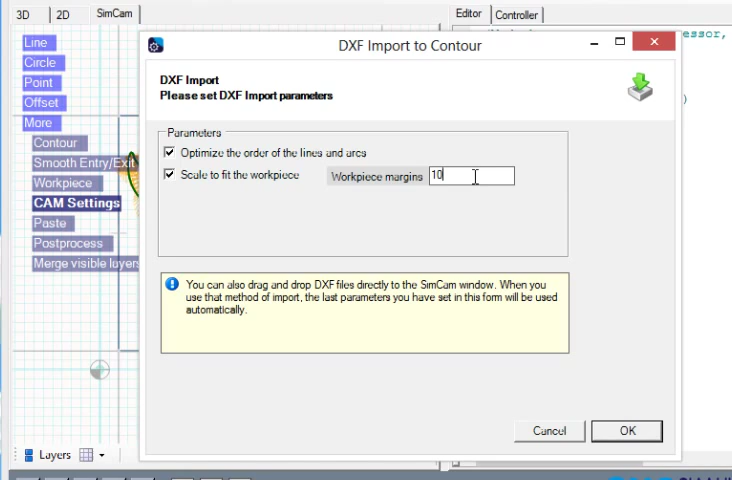 3D
2D
SimCam
Editor
Controller
Line
Circle
Point
Offset
More
Contour
Smooth Entry/Exit
Workpiece
CAM Settings
Paste
Postprocess
Merge visible layers
Layers
DXF Import to Contour
DXF Import
Please set DXF Import parameters
Parameters
Optimize the order of the lines and arcs
Scale to fit the workpiece
Workpiece margins
10
You can also drag and drop DXF files directly to the SimCam window. When you
use that method of import, the last parameters you have set in this form will be used
automatically.
Cancel
OK